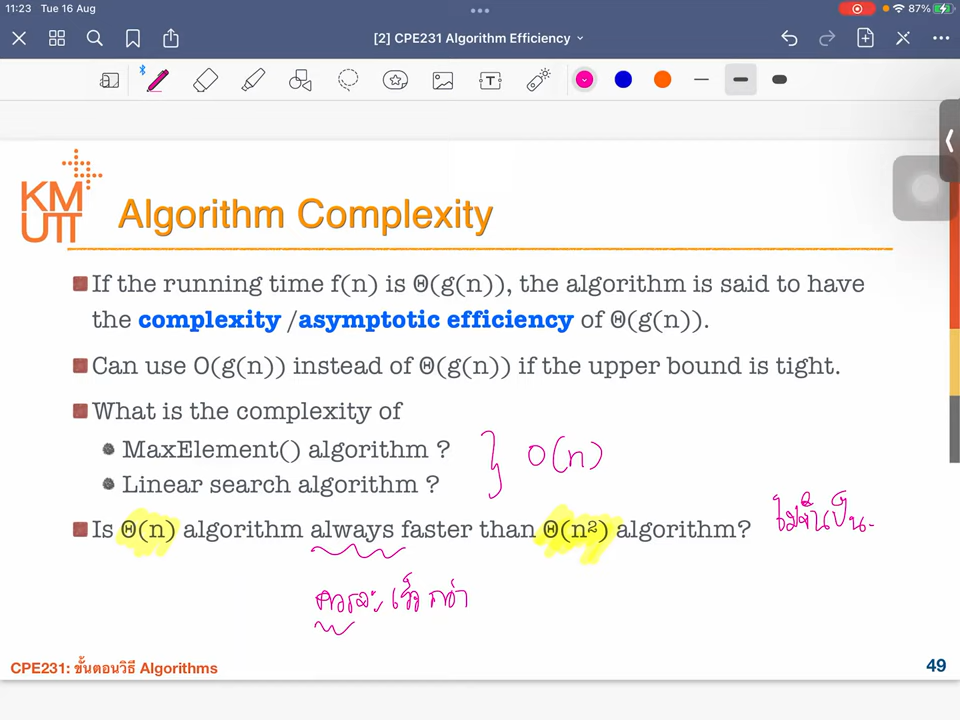 11:23 Tue 16 Aug
87%
[2] CPE231 Algorithm Efficiency
T
KM
UTT
Algorithm Complexity
If the running time f(n) is Θ(g(n)), the algorithm is said to have
the complexity /asymptotic efficiency of Θ(g(n)).
Can use O(g(n)) instead of Θ(g(n)) if the upper bound is tight.
What is the complexity of
MaxElement() algorithm ?
Linear search algorithm ?
} O(n)
Is Θ(n) algorithm always faster than Θ(n²) algorithm?
ไม่จำเป็น
ควรจะเร็วกว่า
CPE231: ขั้นตอนวิธี Algorithms
49